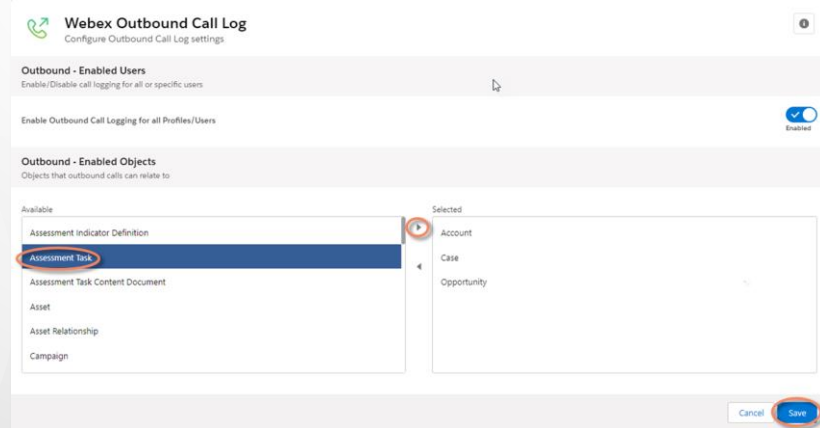 Webex Outbound Call Log
Configure Outbound Call Log settings
Outbound - Enabled Users
Enable/Disable call logging for all or specific users
Enable Outbound Call Logging for all Profiles/Users
Enabled
Outbound - Enabled Objects
Objects that outbound calls can relate to
Available
Selected
Assessment Indicator Definition
Assessment Task
Assessment Task Content Document
Asset
Asset Relationship
Campaign
Account
Case
Opportunity
Cancel
Save